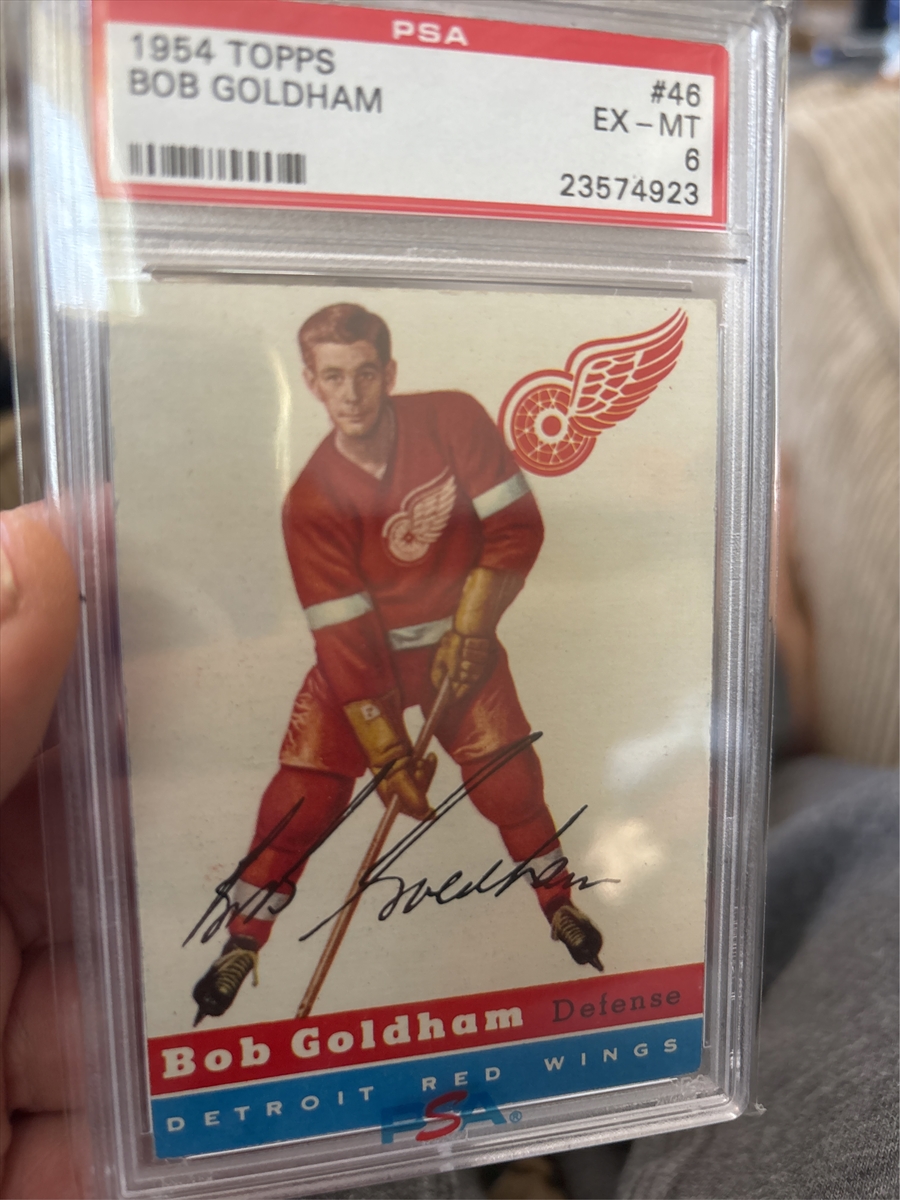 PSA
1954 TOPPS
BOB GOLDHAM
#46
EX-MT
6
23574923
Bob Goldham
Bob Goldham Defense
DETROIT RED WINGS
PSA®